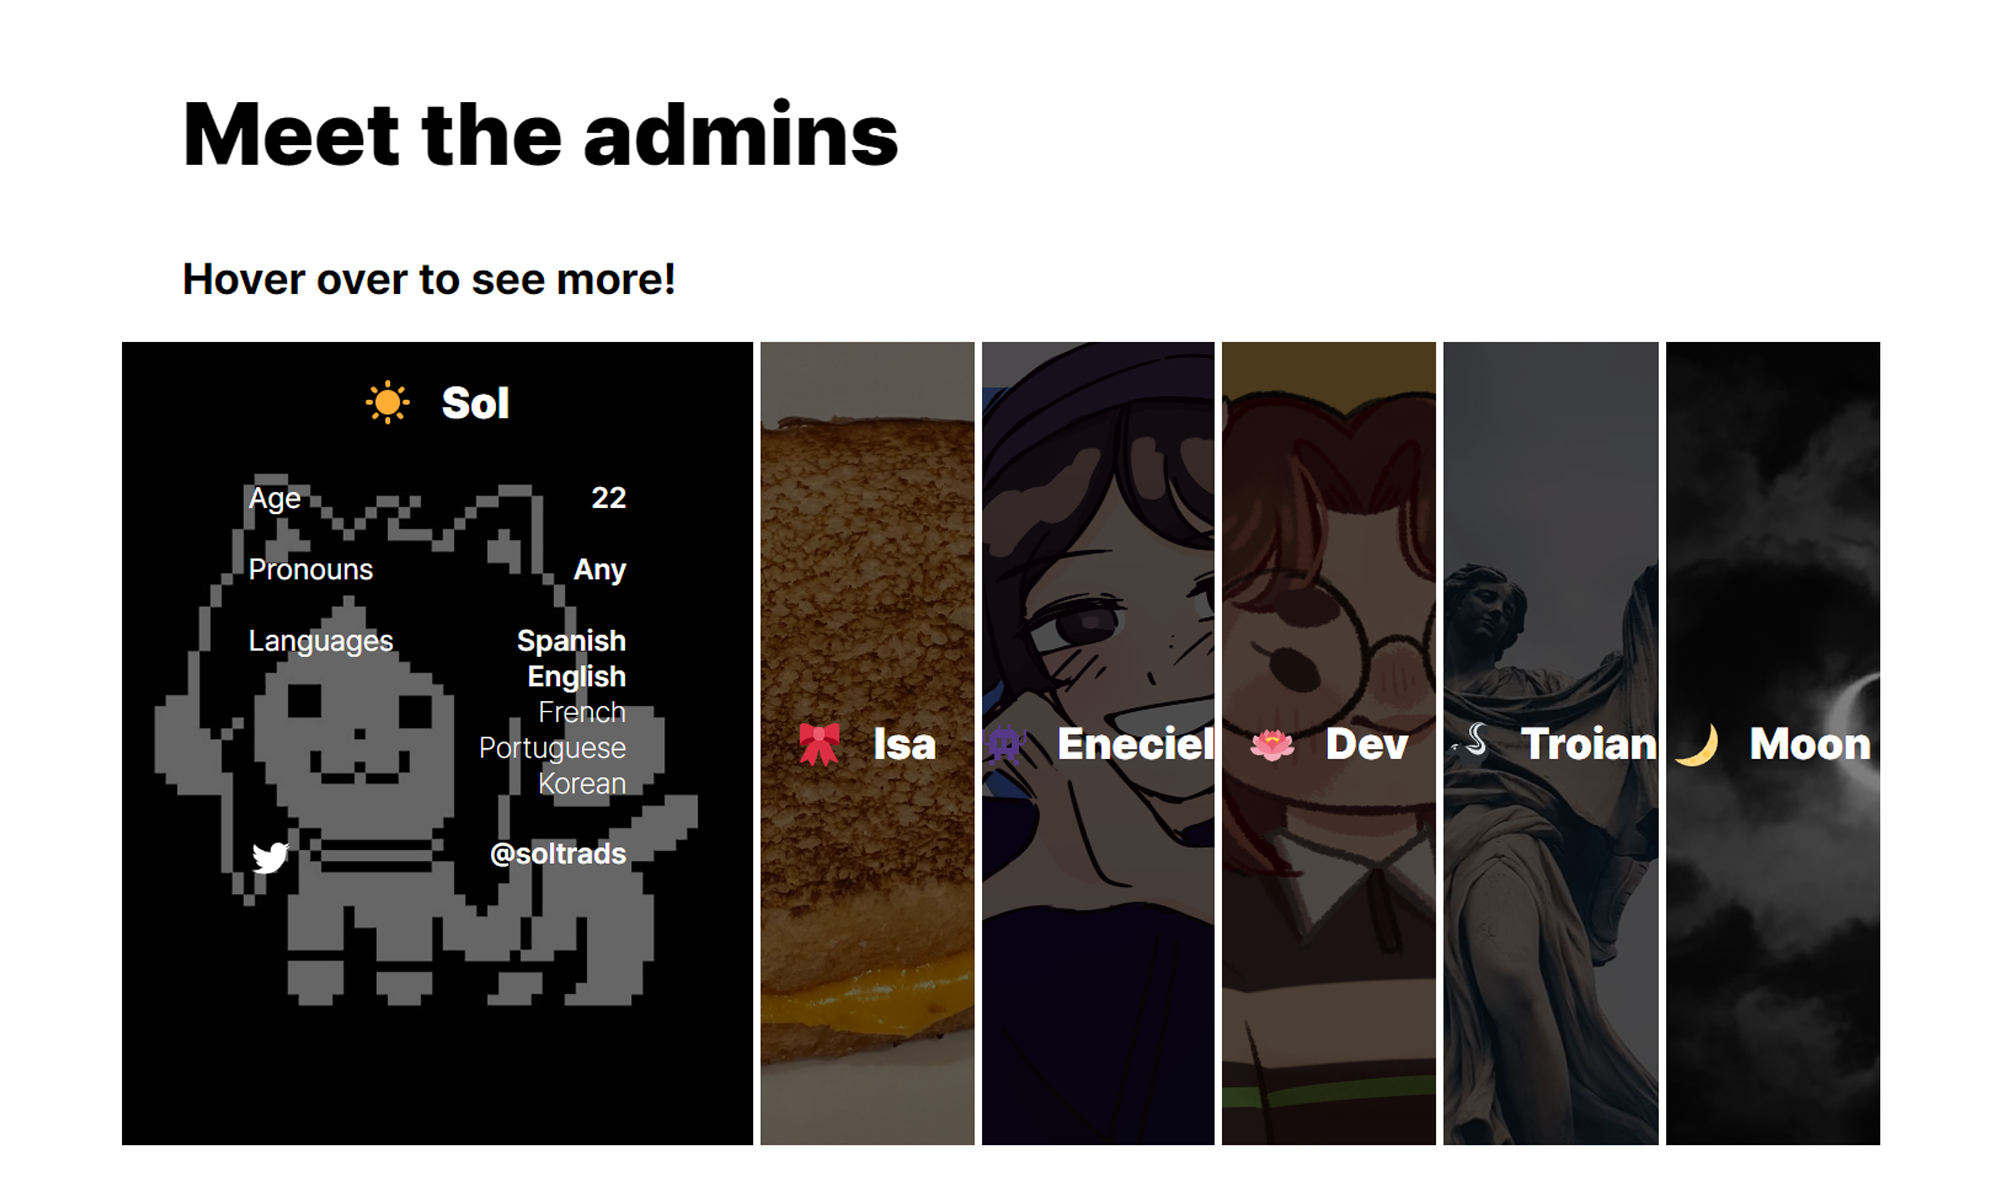 Meet the admins
Hover over to see more!
Sol
Age 22
Pronouns Any
Languages Spanish
English
French
Portuguese
Korean
@soltrads
Isa
Eneciel
Dev
Troian
Moon